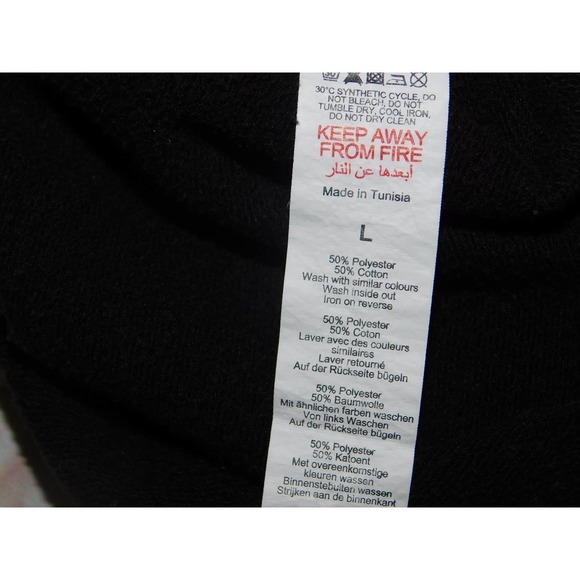 30°C SYNTHETIC CYCLE, DO
NOT BLEACH, DO NOT
TUMBLE DRY, COOL IRON,
DO NOT DRY CLEAN
KEEP AWAY
FROM FIRE
أبعدها عن النار
Made in Tunisia
L
50% Polyester
50% Cotton
Wash with similar colours
Wash inside out
Iron on reverse
50% Polyester
50% Coton
Laver avec des couleurs
similaires
Laver retourné
Auf der Rückseite bügeln
50% Polyester
50% Baumwolle
Mit ähnlichen farben waschen
Von links Waschen
Auf der Rückseite bügeln
50% Polyester
50% Katoent
Met overeenkomstige
kleuren wassen
Binnenstebuiten wassen
Strijken aan de binnenkant